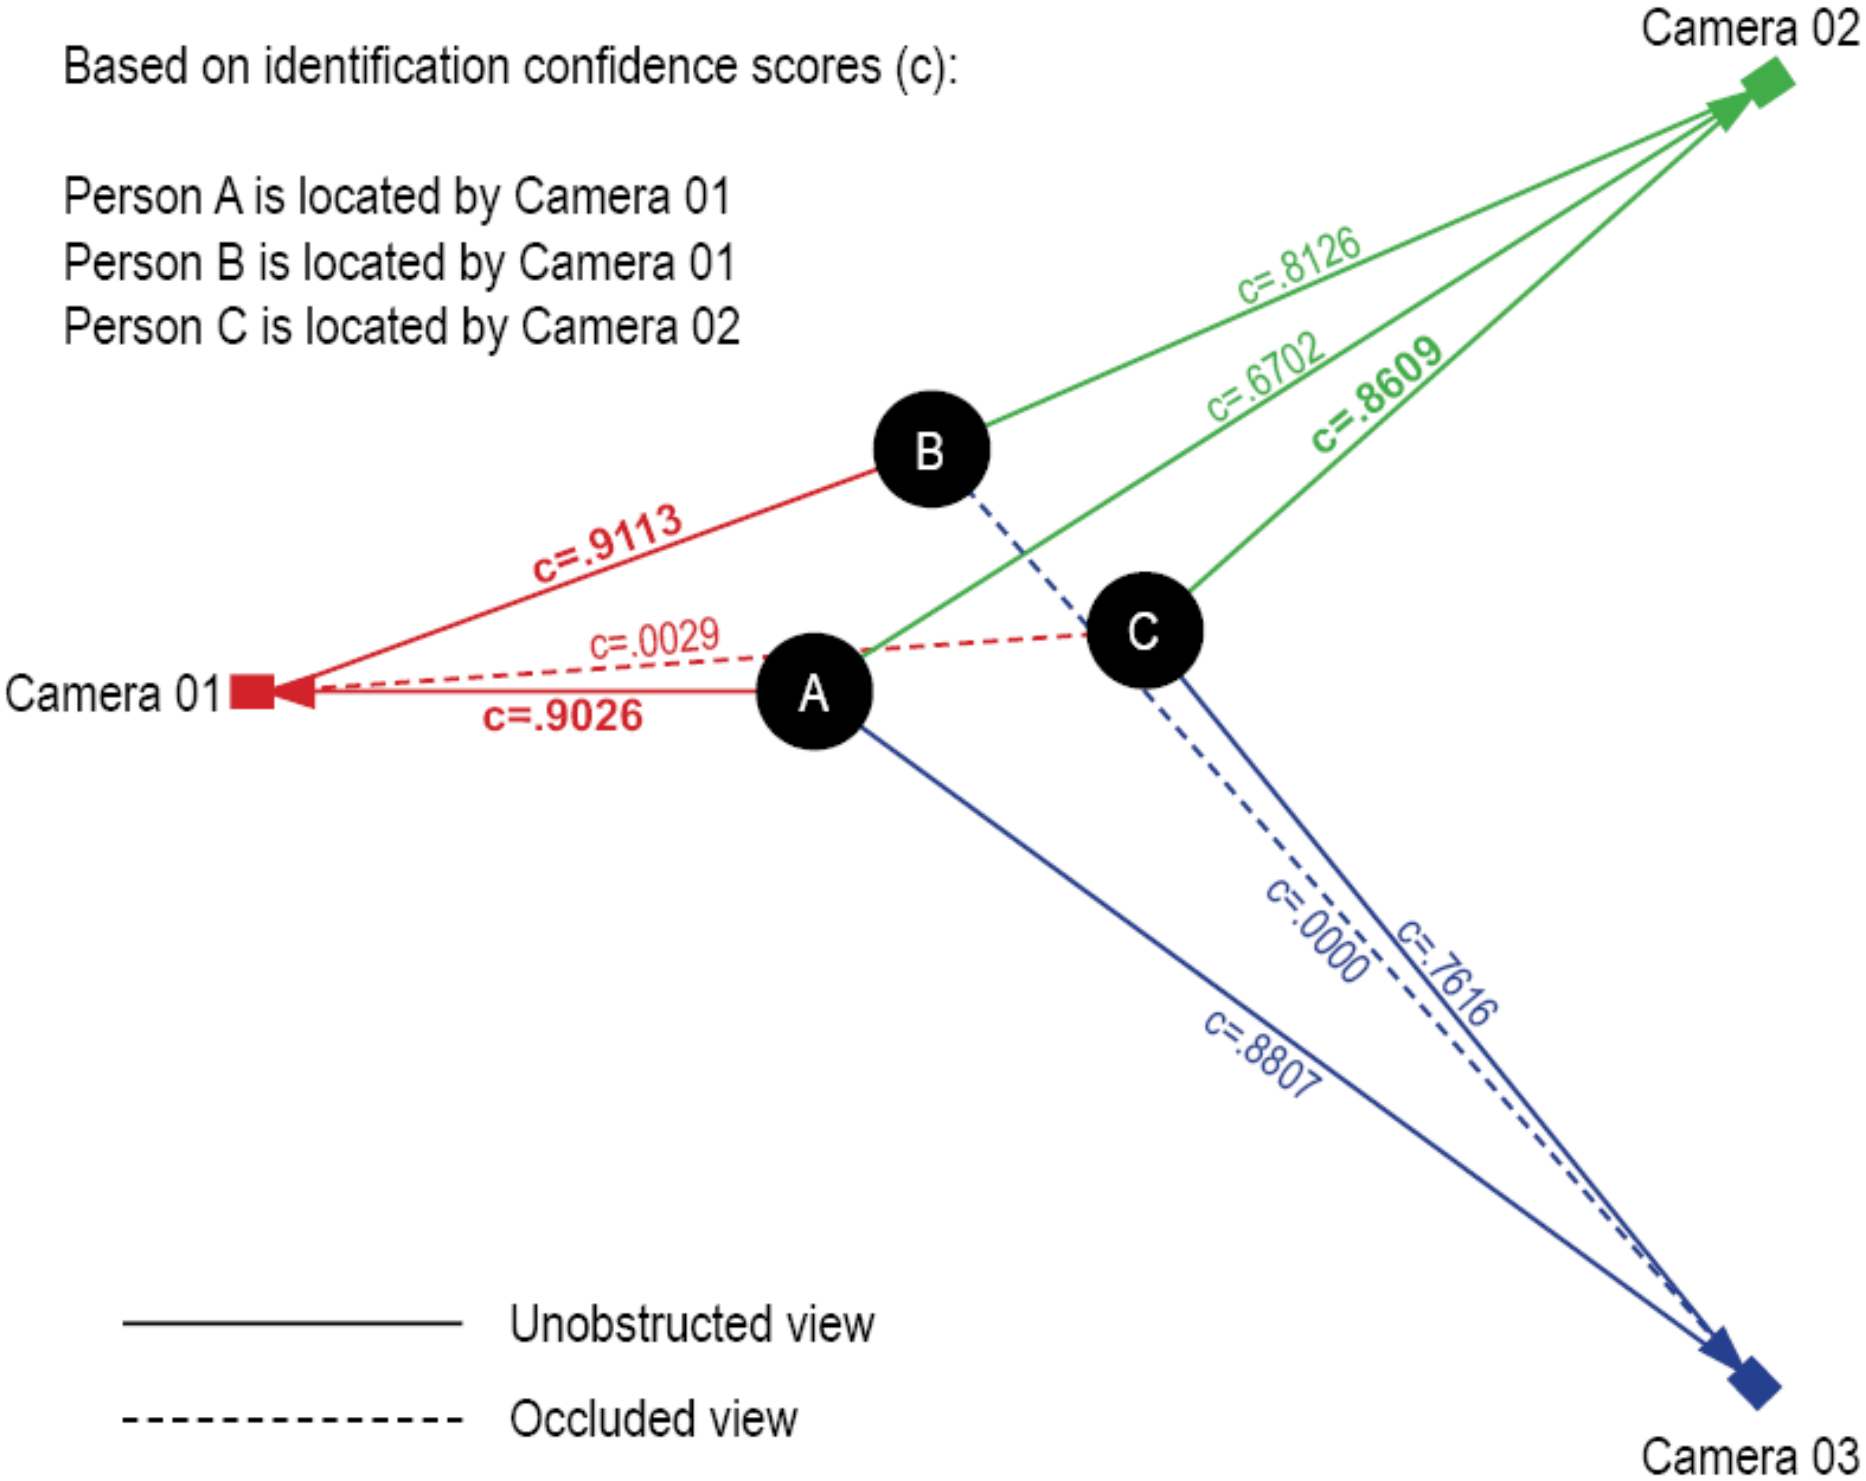 Camera 02
Based on identification confidence scores (c):
Person A is located by Camera 01
Person B is located by Camera 01
Person C is located by Camera 02
c=.8126
c=.6702
c=.8609
B
c=.9113
c=.0029
C
Camera 01
A
c=.9026
c=.0000
c=.7616
c=.8807
Unobstructed view
Occluded view
Camera 03